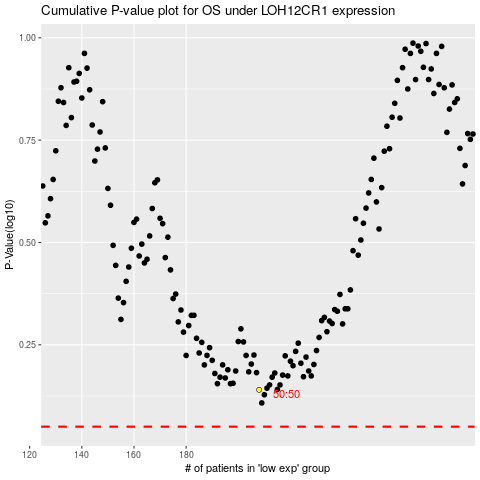 Cumulative P-value plot for OS under LOH12CR1 expression
1.00
0.75
0.50
0.25
P-Value(log10)
50:50
120 140 160 180
# of patients in 'low exp' group